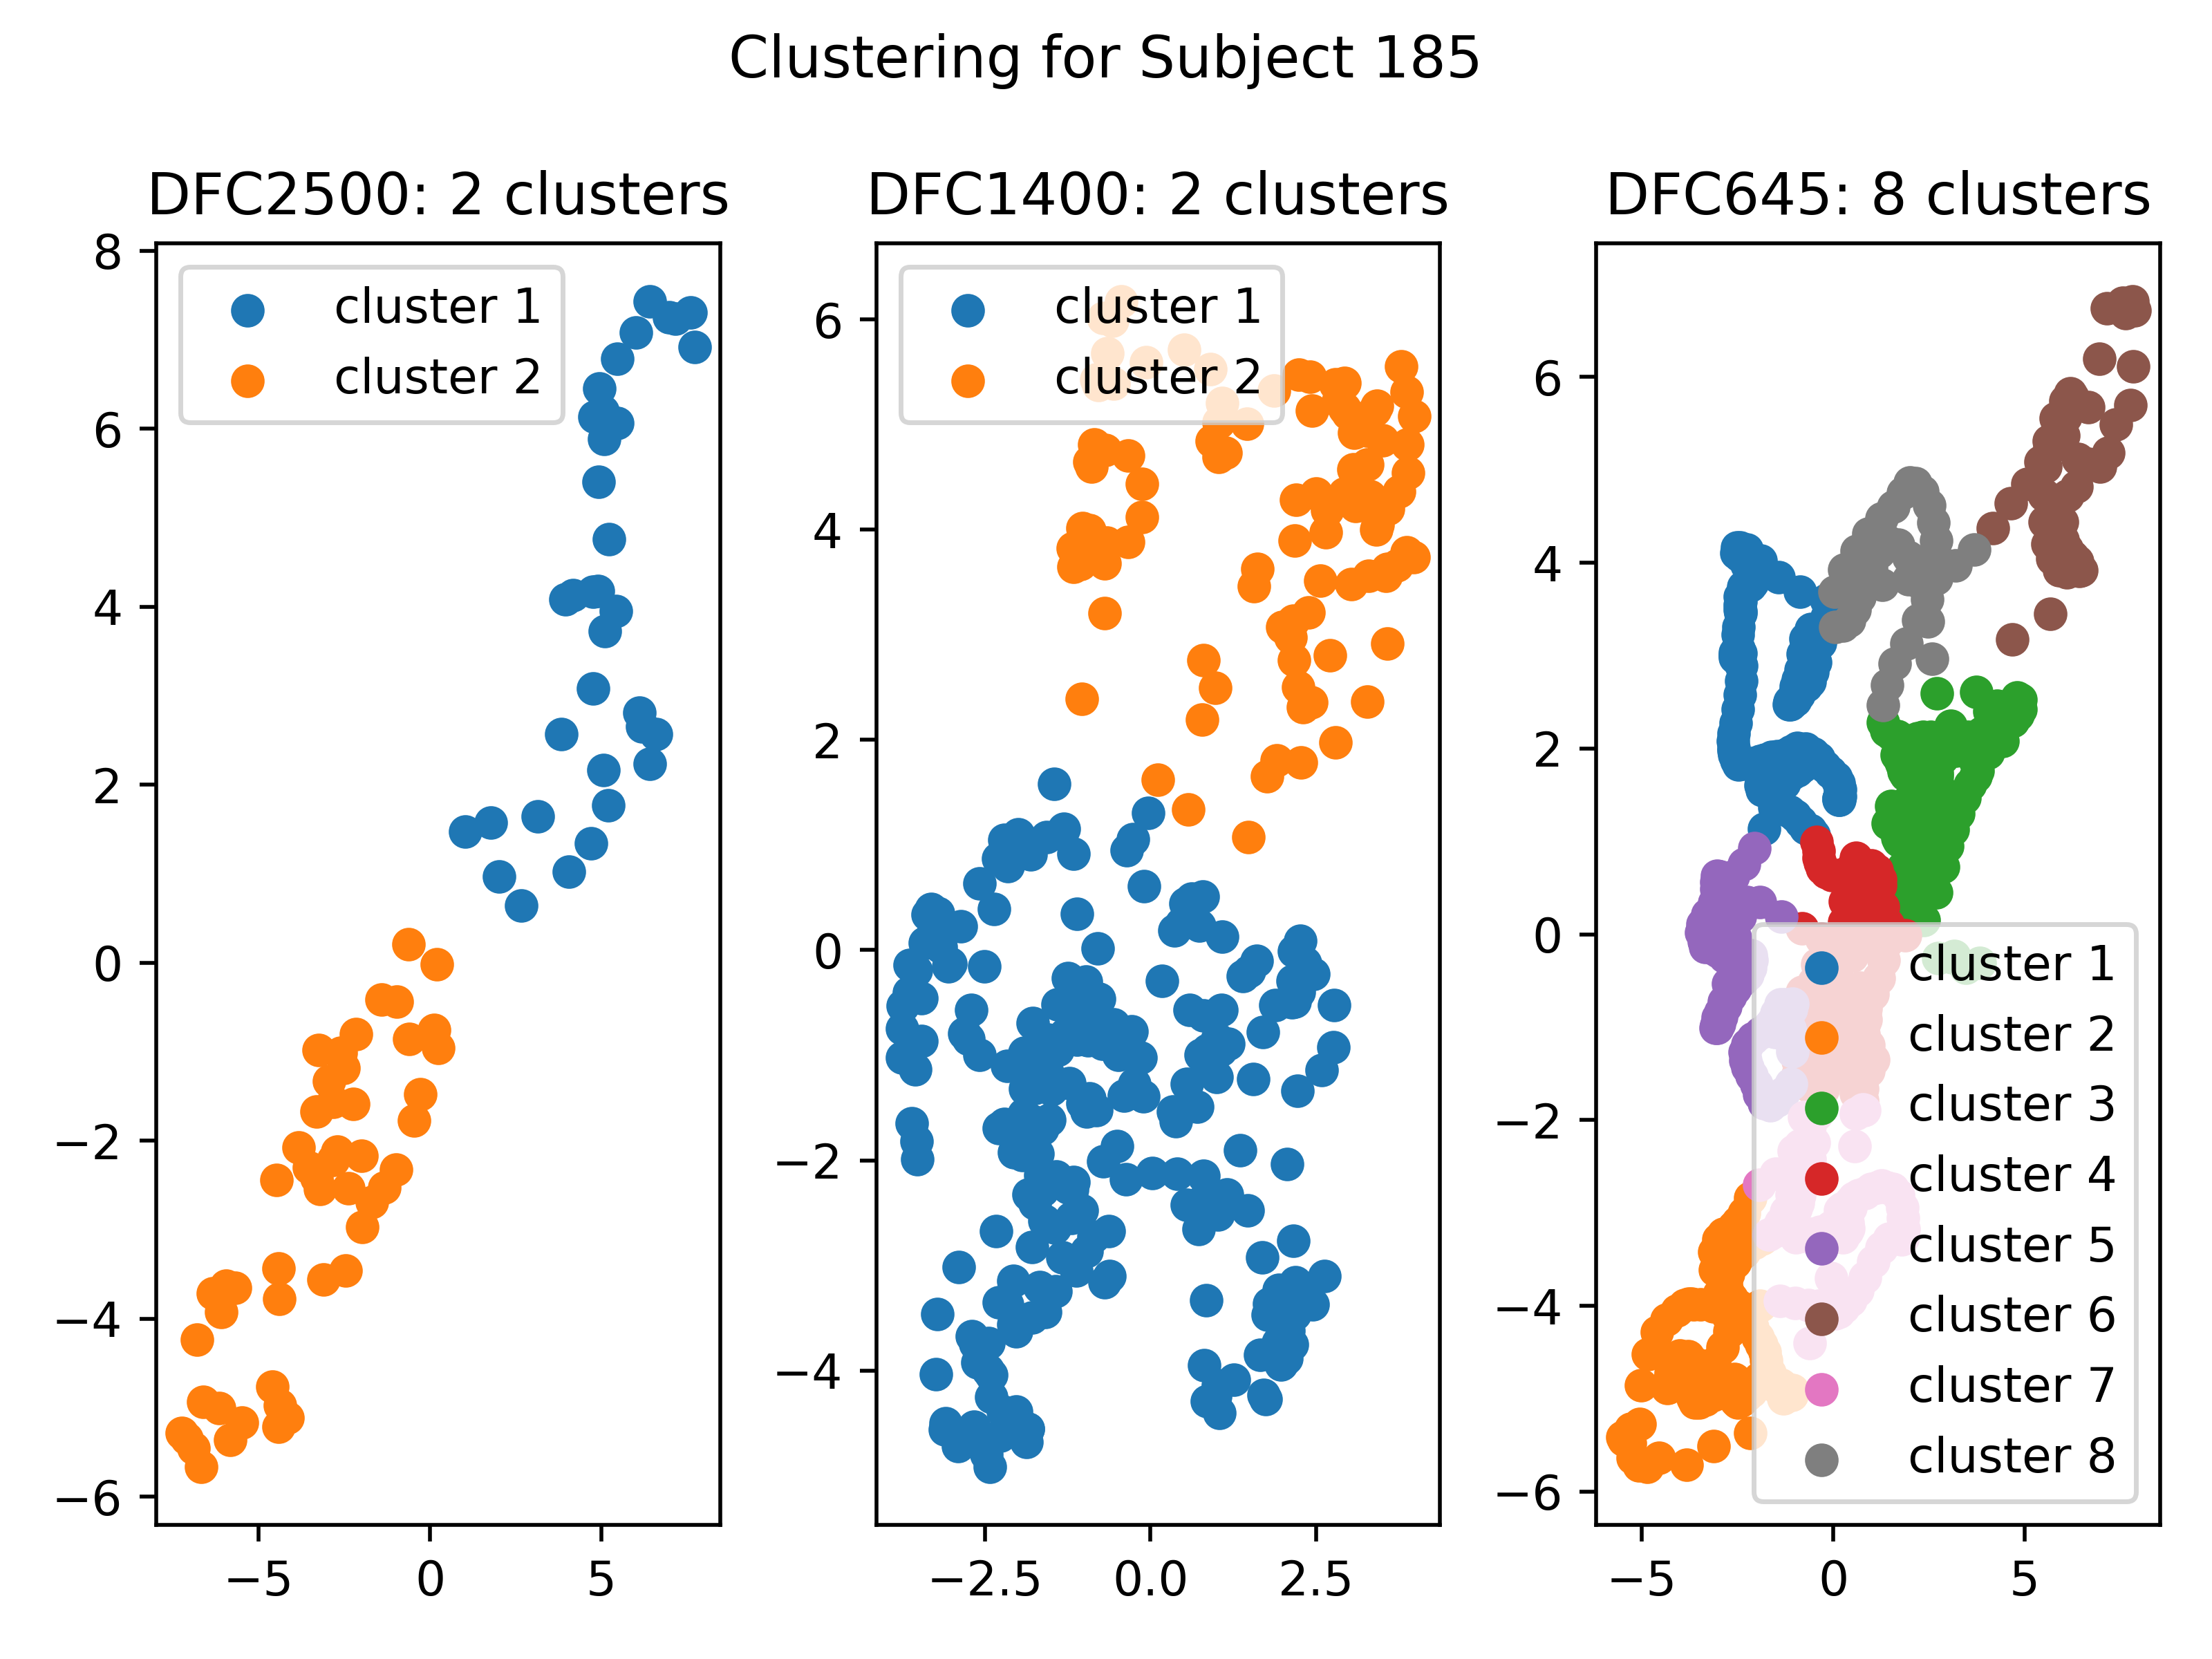 Clustering for Subject 185
DFC2500: 2 clusters
8
6
4
2
0
−2
−4
−6
−5
0
5
cluster 1
cluster 2
DFC1400: 2 clusters
6
4
2
0
−2
−4
−2.5
0.0
2.5
cluster 1
cluster 2
DFC645: 8 clusters
6
4
2
0
−2
−4
−6
−5
0
5
cluster 1
cluster 2
cluster 3
cluster 4
cluster 5
cluster 6
cluster 7
cluster 8